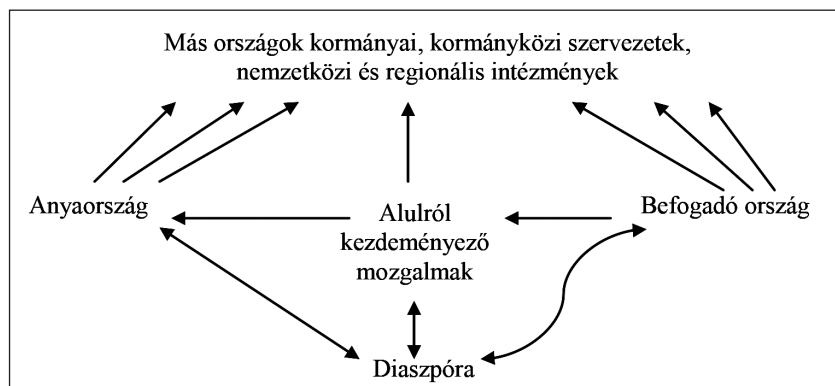 Más országok kormányai, kormányközi szervezetek,
nemzetközi és regionális intézmények
Anyaország
Alulról
kezdeményező
mozgalmak
Befogadó ország
Diaszpóra